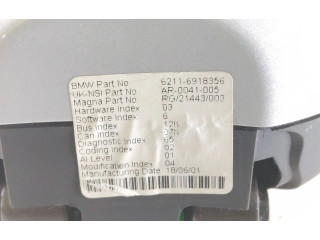 BMW Part No 6211-6918356
UK-NSI Part No AR-0041-005
Magna Part No RG/21443/003
Hardware Index 03
Software Index 6
Bus Index 12h
Can Index 07h
Diagnostic Index 05
Coding Index 02
AI Level 01
Modification Index 04
Manufacturing Date 18/06/01